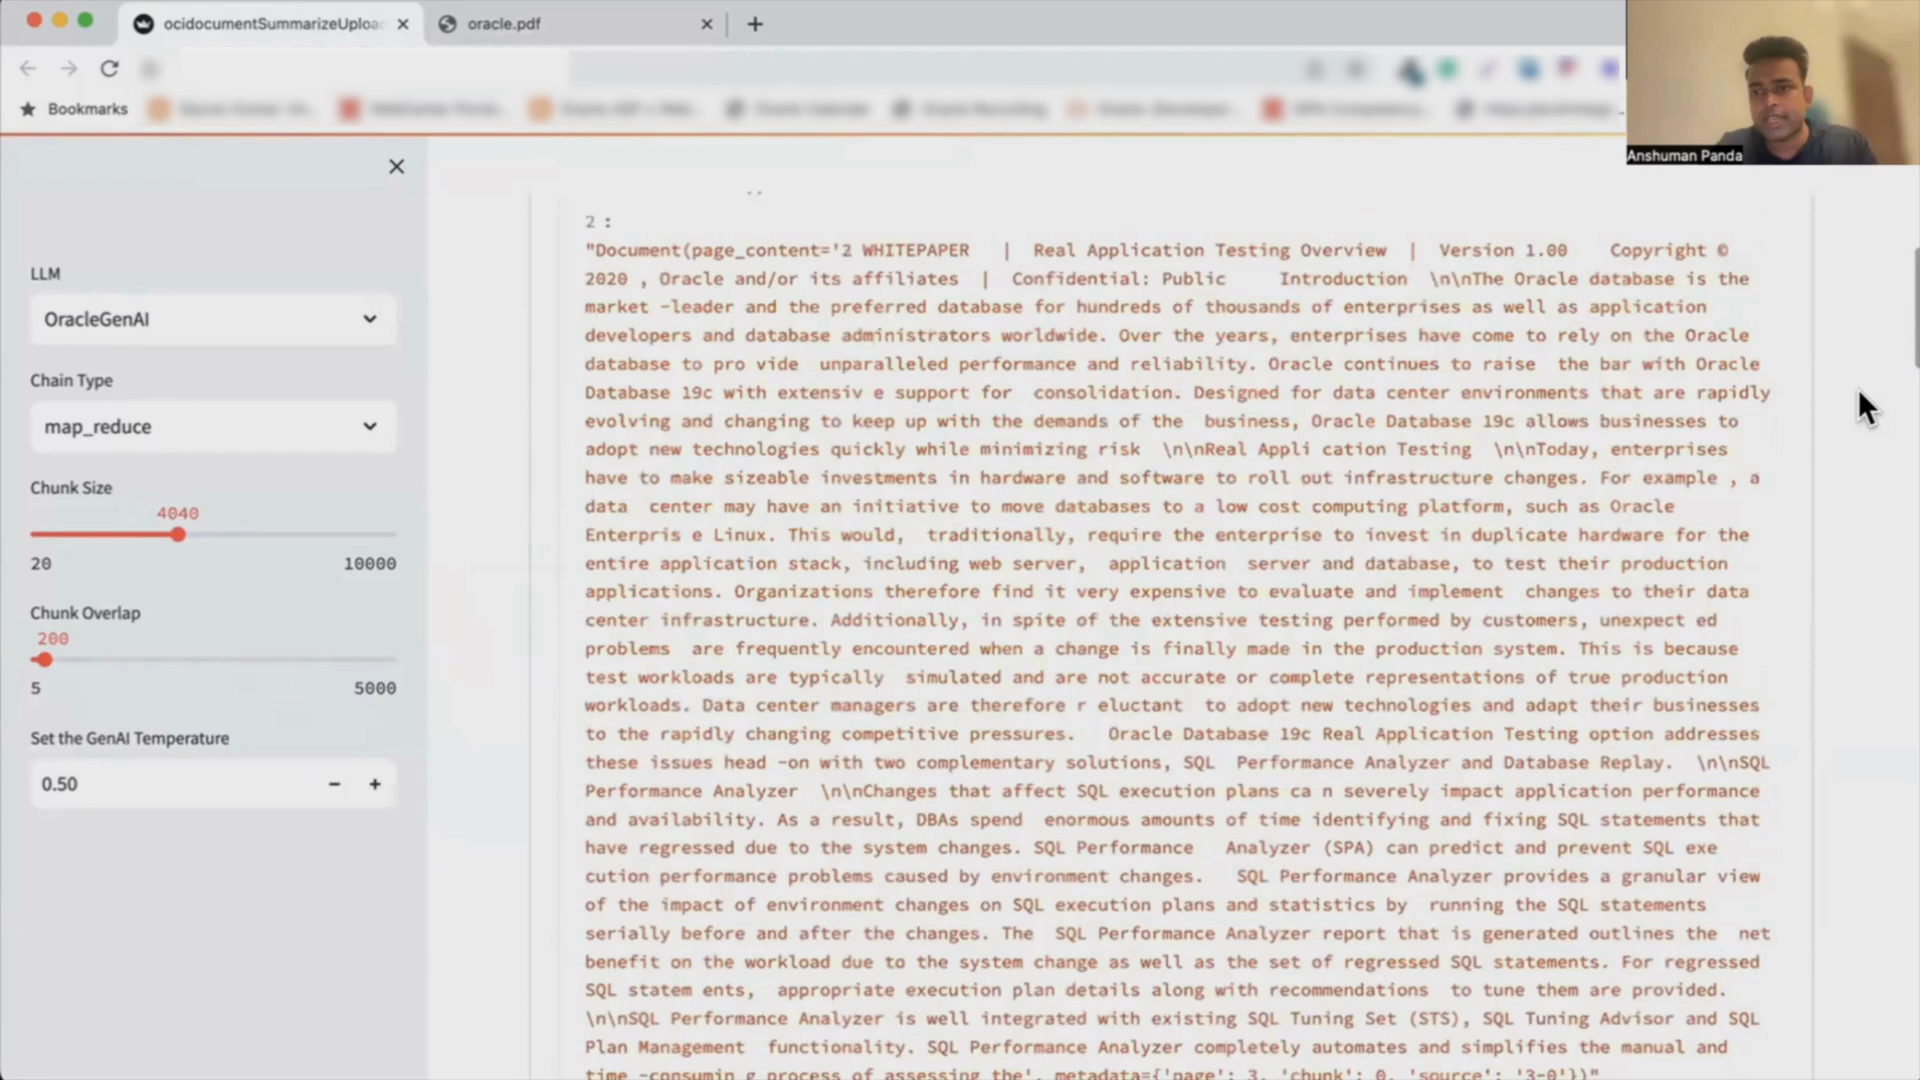 ocidocumentSummarizeUploa
oracle.pdf
Bookmarks
Anshuman Panda
LLM
OracleGenAI
Chain Type
map_reduce
Chunk Size
4040
20 10000
Chunk Overlap
200
5 5000
Set the GenAI Temperature
0.50 − +
2 :
"Document(page_content='2 WHITEPAPER | Real Application Testing Overview | Version 1.00 Copyright ©
2020 , Oracle and/or its affiliates | Confidential: Public Introduction \n\nThe Oracle database is the
market -leader and the preferred database for hundreds of thousands of enterprises as well as application
developers and database administrators worldwide. Over the years, enterprises have come to rely on the Oracle
database to pro vide unparalleled performance and reliability. Oracle continues to raise the bar with Oracle
Database 19c with extensiv e support for consolidation. Designed for data center environments that are rapidly
evolving and changing to keep up with the demands of the business, Oracle Database 19c allows businesses to
adopt new technologies quickly while minimizing risk \n\nReal Appli cation Testing \n\nToday, enterprises
have to make sizeable investments in hardware and software to roll out infrastructure changes. For example , a
data center may have an initiative to move databases to a low cost computing platform, such as Oracle
Enterpris e Linux. This would, traditionally, require the enterprise to invest in duplicate hardware for the
entire application stack, including web server, application server and database, to test their production
applications. Organizations therefore find it very expensive to evaluate and implement changes to their data
center infrastructure. Additionally, in spite of the extensive testing performed by customers, unexpect ed
problems are frequently encountered when a change is finally made in the production system. This is because
test workloads are typically simulated and are not accurate or complete representations of true production
workloads. Data center managers are therefore r eluctant to adopt new technologies and adapt their businesses
to the rapidly changing competitive pressures. Oracle Database 19c Real Application Testing option addresses
these issues head -on with two complementary solutions, SQL Performance Analyzer and Database Replay. \n\nSQL
Performance Analyzer \n\nChanges that affect SQL execution plans ca n severely impact application performance
and availability. As a result, DBAs spend enormous amounts of time identifying and fixing SQL statements that
have regressed due to the system changes. SQL Performance Analyzer (SPA) can predict and prevent SQL exe
cution performance problems caused by environment changes. SQL Performance Analyzer provides a granular view
of the impact of environment changes on SQL execution plans and statistics by running the SQL statements
serially before and after the changes. The SQL Performance Analyzer report that is generated outlines the net
benefit on the workload due to the system change as well as the set of regressed SQL statements. For regressed
SQL statem ents, appropriate execution plan details along with recommendations to tune them are provided.
\n\nSQL Performance Analyzer is well integrated with existing SQL Tuning Set (STS), SQL Tuning Advisor and SQL
Plan Management functionality. SQL Performance Analyzer completely automates and simplifies the manual and
time -consumin g process of assessing the', metadata={'page': 3, 'chunk': 0, 'source': '3-0'})"